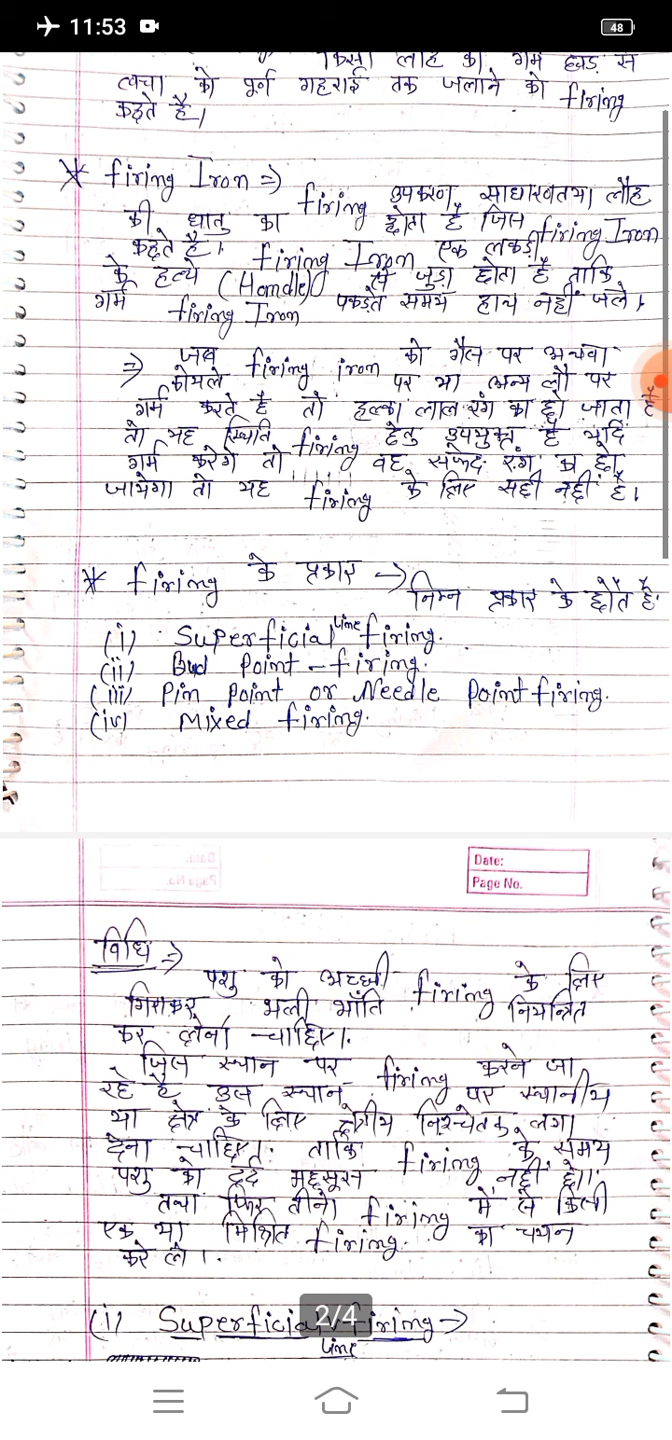 11:53
48
किसी लोहे की गर्म छड़ से
त्वचा को पूर्ण गहराई तक जलाने को firing
कहते है।
* firing Iron ⇒ firing उपकरण साधारणतया लौह
की धातु का होता है जिसे firing Iron
कहते है। firing Iron एक लकड़ी
के हत्थे (Handle) से जुड़ा होता है ताकि
गर्म firing Iron पकड़ते समय हाथ नहीं जले।
⇒ जब firing iron को गैस पर अथवा
कोयले पर या अन्य लौ पर
गर्म करते है तो हल्का लाल रंग का हो जाता है
तो यह स्थिति firing हेतु उपयुक्त है यदि
गर्म करेगे तो वह सफेद रंग का हो
जायेगा तो यह firing के लिए सही नहीं है।
* firing के प्रकार → निम्न प्रकार के होते है।
(i) Superficial Line firing.
(ii) Bud Point - firing.
(iii) Pin Point or Needle Point firing.
(iv) Mixed firing.
Date:
Page No.
विधि ⇒
पशु को अच्छी firing के लिए
गिराकर भली भाँति नियन्त्रित
कर लेना चाहिए।
जिस स्थान पर firing करने जा
रहे है उस स्थान पर स्थानीय
या क्षेत्र के लिए क्षेत्रीय निश्चेतक लगा
देना चाहिए। ताकि firing के समय
पशु को दर्द महसूस नहीं हो।
तथा फिर तीनो firing में से किसी
एक या मिश्रित firing. का चयन
करे ले।
2/4
(i) Superficial Line firing →